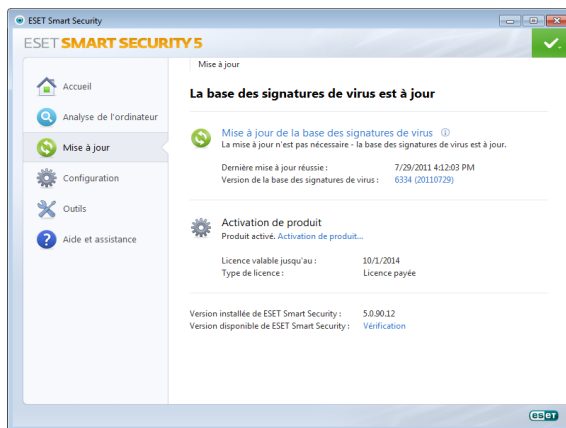 ESET Smart Security
ESET SMART SECURITY 5
Accueil
Analyse de l'ordinateur
Mise à jour
Configuration
Outils
Aide et assistance
Mise à jour
La base des signatures de virus est à jour
Mise à jour de la base des signatures de virus
La mise à jour n'est pas nécessaire - la base des signatures de virus est à jour.
Dernière mise à jour réussie : 7/29/2011 4:12:03 PM
Version de la base des signatures de virus : 6334 (20110729)
Activation de produit
Produit activé. Activation de produit...
Licence valable jusqu'au : 10/1/2014
Type de licence : Licence payée
Version installée de ESET Smart Security : 5.0.90.12
Version disponible de ESET Smart Security : Vérification
eset